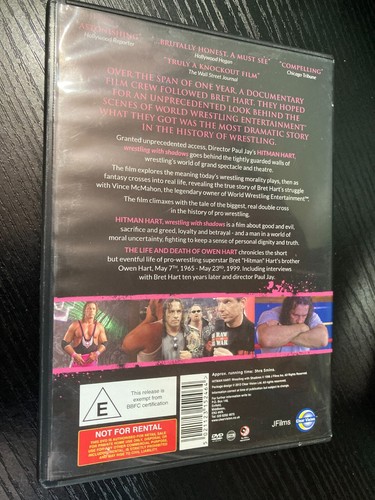 "ASTONISHING"
Hollywood Reporter
"BRUTALLY HONEST. A MUST SEE"
Hollywood Hogan
"COMPELLING"
Chicago Tribune
"TRULY A KNOCKOUT FILM"
The Wall Street Journal
OVER THE SPAN OF ONE YEAR, A DOCUMENTARY
FILM CREW FOLLOWED BRET HART. THEY HOPED
FOR AN UNPRECEDENTED LOOK BEHIND THE
SCENES OF WORLD WRESTLING ENTERTAINMENT
WHAT THEY GOT WAS THE MOST DRAMATIC STORY
IN THE HISTORY OF WRESTLING.
Granted unprecedented access, Director Paul Jay's HITMAN HART,
wrestling with shadows goes behind the tightly guarded walls of
wrestling's world of grand spectacle and theatre.
The film explores the meaning today's wrestling morality plays, then as
fantasy crosses into real life, revealing the true story of Bret Hart's struggle
with Vince McMahon, the legendary owner of World Wrestling Entertainment™.
The film climaxes with the tale of the biggest, real double cross
in the history of pro wrestling.
HITMAN HART, wrestling with shadows is a film about good and evil,
sacrifice and greed, loyalty and betrayal - and a man in a world of
moral uncertainty, fighting to keep a sense of personal dignity and truth.
THE LIFE AND DEATH OF OWEN HART chronicles the short
but eventful life of pro-wrestling superstar Bret "Hitman" Hart's brother
Owen Hart, May 7TH, 1965 - May 23RD, 1999. Including interviews
with Bret Hart ten years later and director Paul Jay.
E
This release is
exempt from
BBFC certification
NOT FOR RENTAL
DVD
JFilms